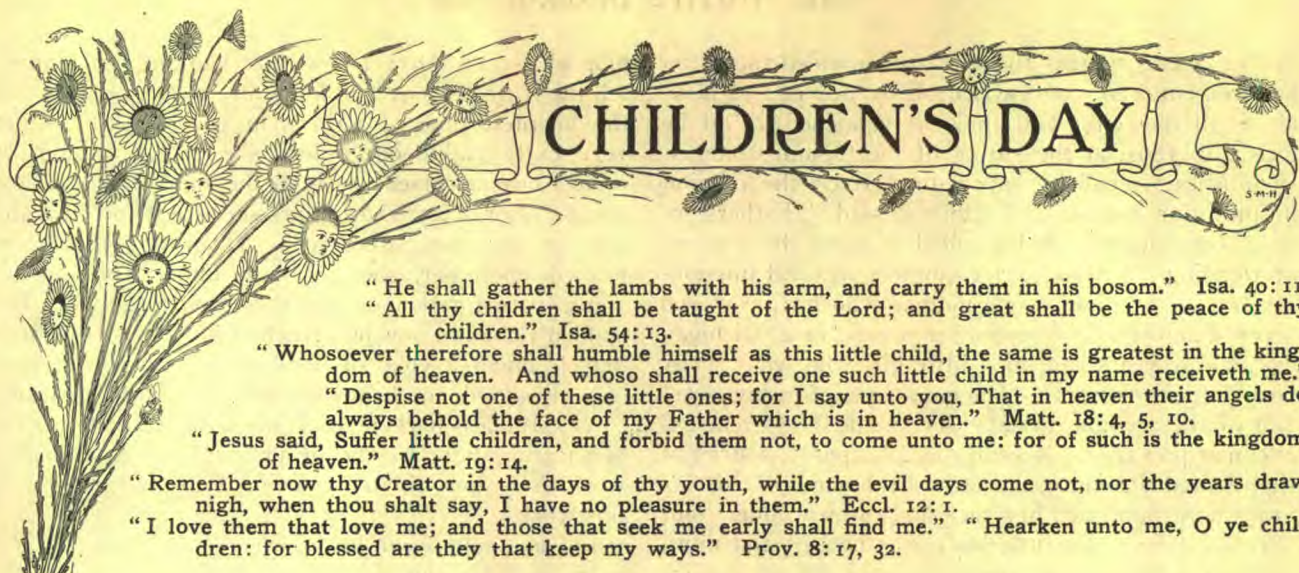 CHILDREN'S DAY
S·M·H
"He shall gather the lambs with his arm, and carry them in his bosom." Isa. 40: 11
"All thy children shall be taught of the Lord; and great shall be the peace of thy
children." Isa. 54: 13.
"Whosoever therefore shall humble himself as this little child, the same is greatest in the king
dom of heaven. And whoso shall receive one such little child in my name receiveth me."
"Despise not one of these little ones; for I say unto you, That in heaven their angels do
always behold the face of my Father which is in heaven." Matt. 18: 4, 5, 10.
"Jesus said, Suffer little children, and forbid them not, to come unto me: for of such is the kingdom
of heaven." Matt. 19: 14.
"Remember now thy Creator in the days of thy youth, while the evil days come not, nor the years draw
nigh, when thou shalt say, I have no pleasure in them." Eccl. 12: 1.
"I love them that love me; and those that seek me early shall find me." "Hearken unto me, O ye chil
dren: for blessed are they that keep my ways." Prov. 8: 17, 32.